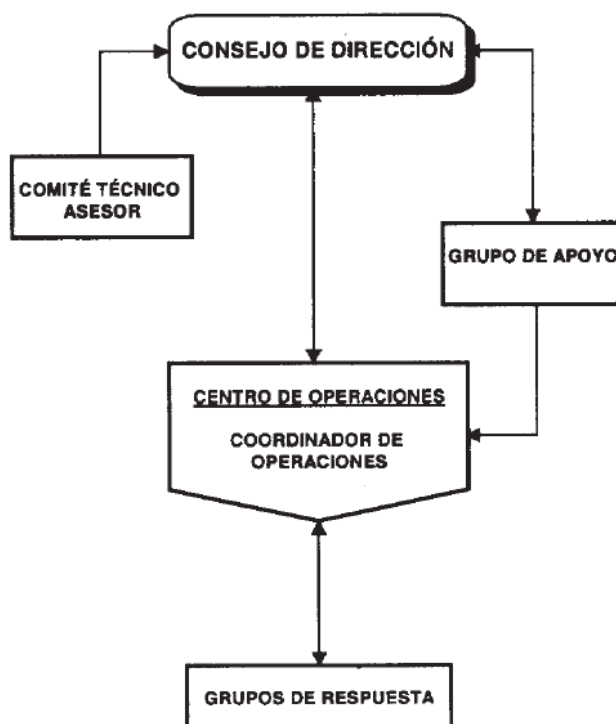 CONSEJO DE DIRECCIÓN
COMITÉ TÉCNICO
ASESOR
GRUPO DE APOYO
CENTRO DE OPERACIONES
COORDINADOR DE
OPERACIONES
GRUPOS DE RESPUESTA